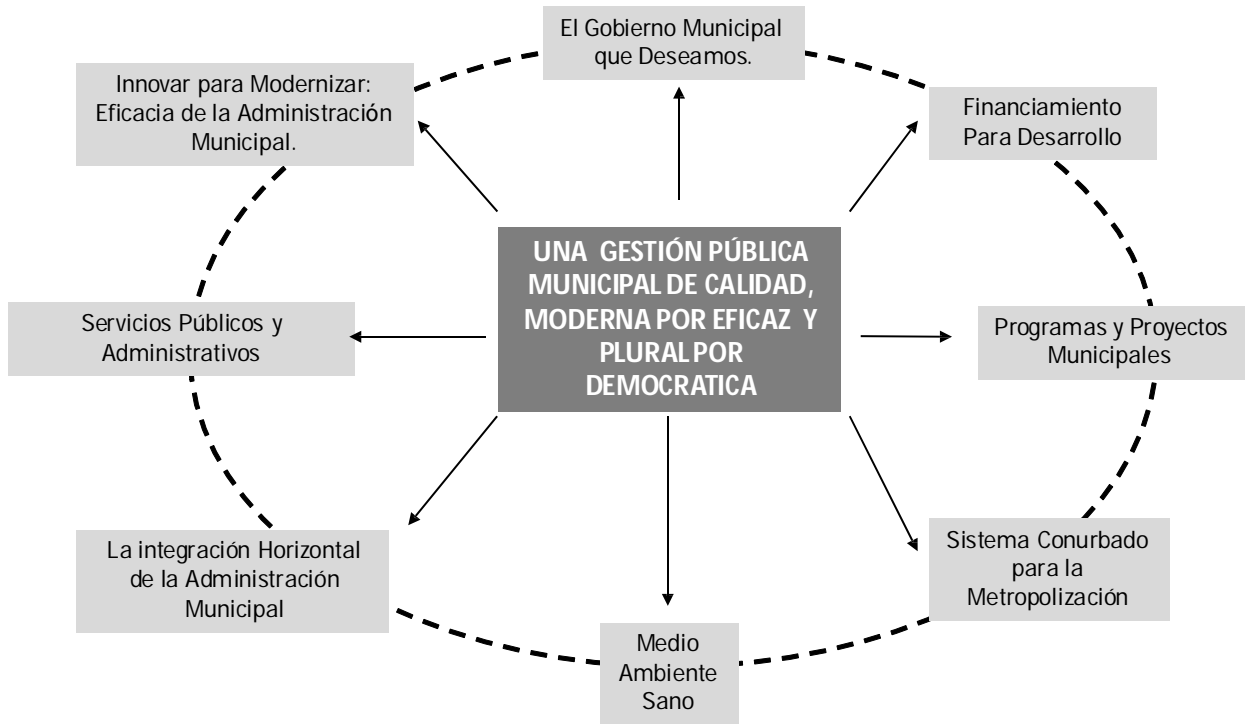 El Gobierno Municipal
que Deseamos.
Innovar para Modernizar:
Eficacia de la Administración
Municipal.
Financiamiento
Para Desarrollo
UNA GESTIÓN PÚBLICA
MUNICIPAL DE CALIDAD,
MODERNA POR EFICAZ Y
PLURAL POR
DEMOCRATICA
Servicios Públicos y
Administrativos
Programas y Proyectos
Municipales
La integración Horizontal
de la Administración
Municipal
Sistema Conurbado
para la
Metropolización
Medio
Ambiente
Sano